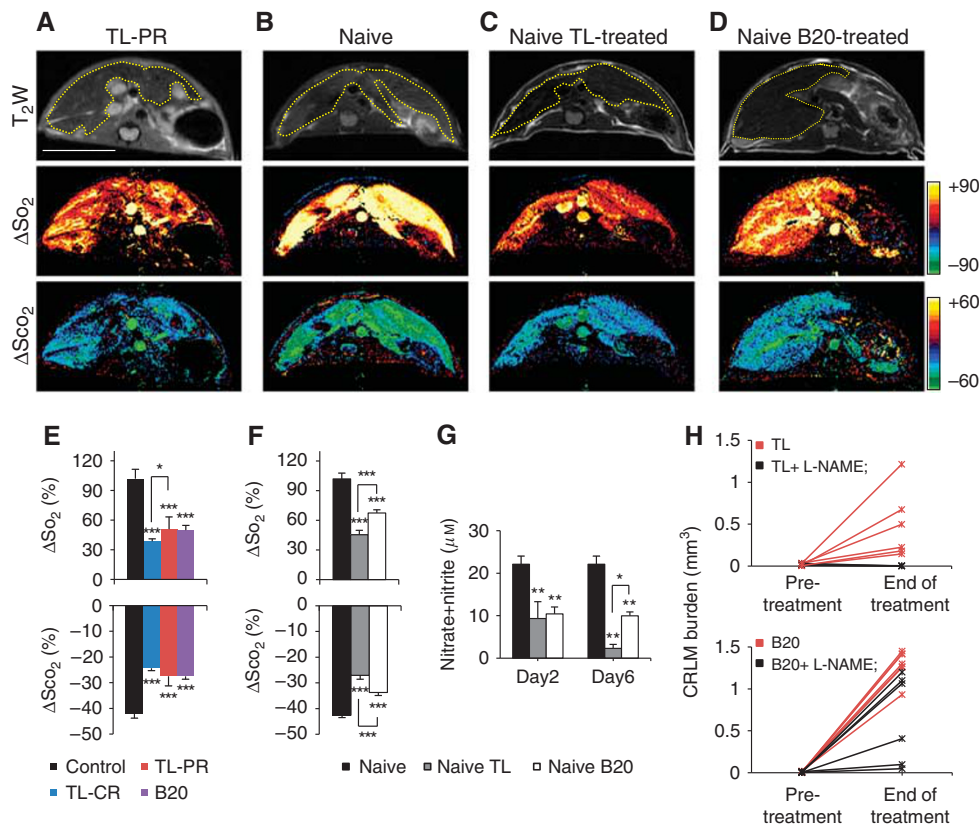 A B C D
TL-PR Naive Naive TL-treated Naive B20-treated
T2W
ΔSo2
+90
−90
ΔSco2
+60
−60
E F G H
ΔSo2 (%)
120
90
60
30
0
*
*** *** ***
ΔSco2 (%)
0
−10
−20
−30
−40
−50
*** *** ***
Control TL-PR
TL-CR B20
ΔSo2 (%)
120
90
60
30
0
***
*** ***
ΔSco2 (%)
0
−10
−20
−30
−40
−50
*** ***
***
Nitrate+nitrite (μM)
30
20
10
0
** ** ** * **
Day2 Day6
Naive Naive TL Naive B20
CRLM burden (mm3)
TL
TL+ L-NAME;
1.5
1
0.5
0
Pre-treatment End of treatment
B20
B20+ L-NAME;
1.5
1
0.5
0
Pre-treatment End of treatment